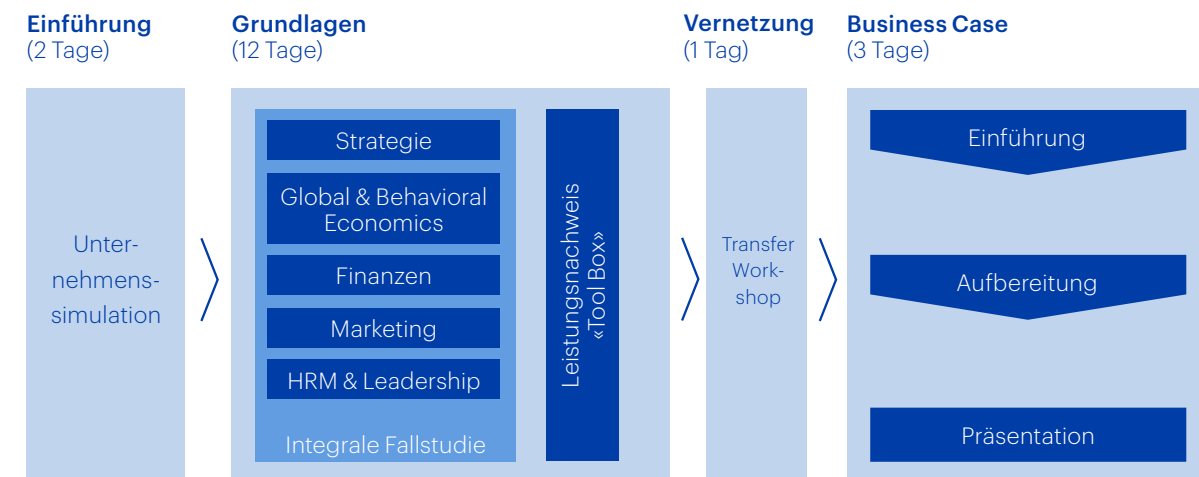 Einführung
(2 Tage)
Unter-
nehmens-
simulation
Grundlagen
(12 Tage)
Strategie
Global & Behavioral
Economics
Finanzen
Marketing
HRM & Leadership
Integrale Fallstudie
Leistungsnachweis
«Tool Box»
Vernetzung
(1 Tag)
Transfer
Work-
shop
Business Case
(3 Tage)
Einführung
Aufbereitung
Präsentation